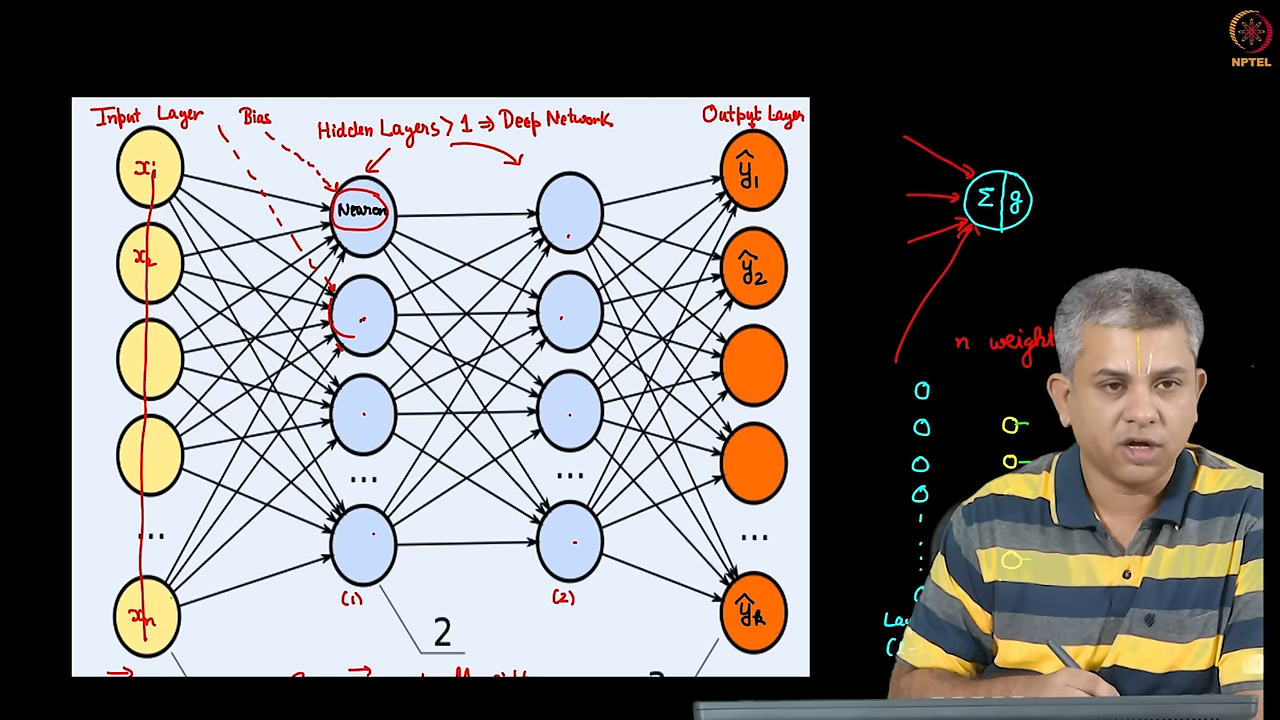 NPTEL
Input Layer
Bias
Hidden Layers > 1 ⇒ Deep Network
Output Layer
x1
ŷ1
Σ g
Neuron
x2
ŷ2
n weight
...
...
...
...
xn
ŷk
(1)
(2)
2